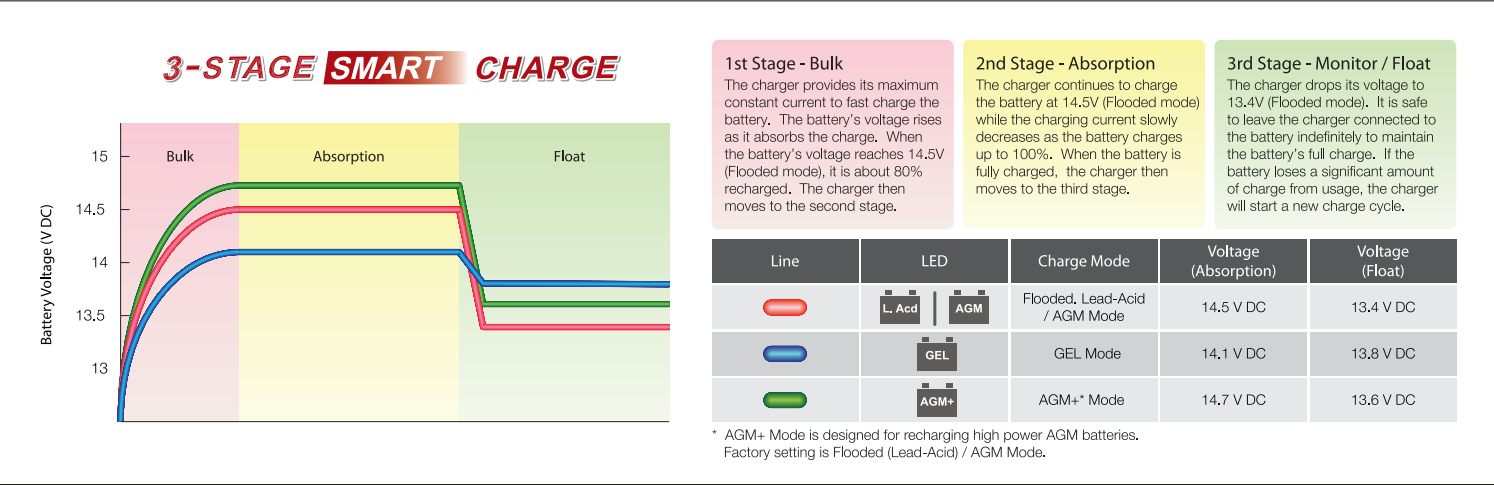 3-STAGE SMART CHARGE
Battery Voltage (V DC)
15
14.5
14
13.5
13
Bulk
Absorption
Float
1st Stage - Bulk
The charger provides its maximum
constant current to fast charge the
battery. The battery's voltage rises
as it absorbs the charge. When
the battery's voltage reaches 14.5V
(Flooded mode), it is about 80%
recharged. The charger then
moves to the second stage.
2nd Stage - Absorption
The charger continues to charge
the battery at 14.5V (Flooded mode)
while the charging current slowly
decreases as the battery charges
up to 100%. When the battery is
fully charged, the charger then
moves to the third stage.
3rd Stage - Monitor / Float
The charger drops its voltage to
13.4V (Flooded mode). It is safe
to leave the charger connected to
the battery indefinitely to maintain
the battery's full charge. If the
battery loses a significant amount
of charge from usage, the charger
will start a new charge cycle.
Line
LED
Charge Mode
Voltage
(Absorption)
Voltage
(Float)
L. Acd
AGM
Flooded. Lead-Acid
/ AGM Mode
14.5 V DC
13.4 V DC
GEL
GEL Mode
14.1 V DC
13.8 V DC
AGM+
AGM+* Mode
14.7 V DC
13.6 V DC
* AGM+ Mode is designed for recharging high power AGM batteries.
Factory setting is Flooded (Lead-Acid) / AGM Mode.